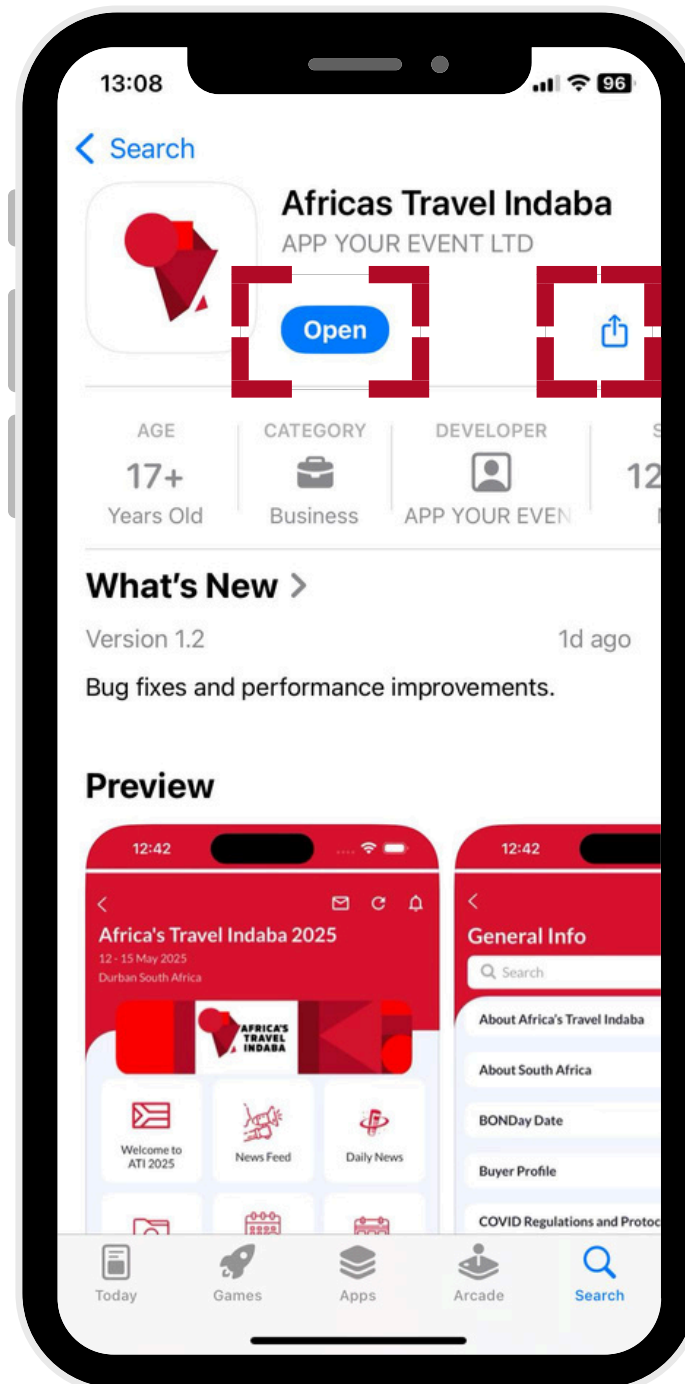 13:08
96
Search
Africas Travel Indaba
APP YOUR EVENT LTD
Open
AGE
CATEGORY
DEVELOPER
S
17+
12
Years Old
Business
APP YOUR EVEN
What's New
Version 1.2
1d ago
Bug fixes and performance improvements.
Preview
12:42
Africa's Travel Indaba 2025
12 - 15 May 2025
Durban South Africa
AFRICA'S
TRAVEL
INDABA
Welcome to
ATI 2025
News Feed
Daily News
12:42
General Info
Search
About Africa's Travel Indaba
About South Africa
BONDay Date
Buyer Profile
COVID Regulations and Protoc
Today
Games
Apps
Arcade
Search